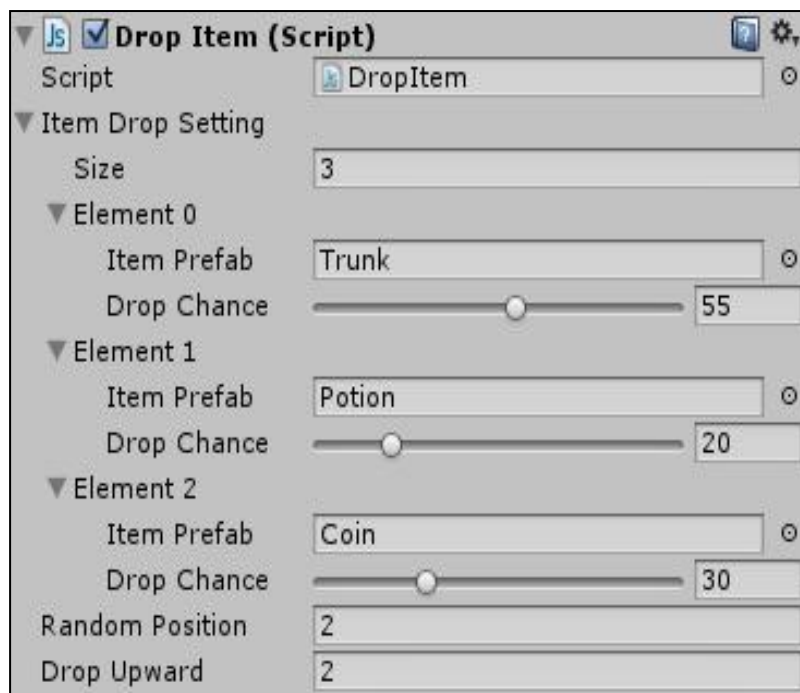 Js Drop Item (Script)
Script DropItem
Item Drop Setting
Size 3
Element 0
Item Prefab Trunk
Drop Chance 55
Element 1
Item Prefab Potion
Drop Chance 20
Element 2
Item Prefab Coin
Drop Chance 30
Random Position 2
Drop Upward 2